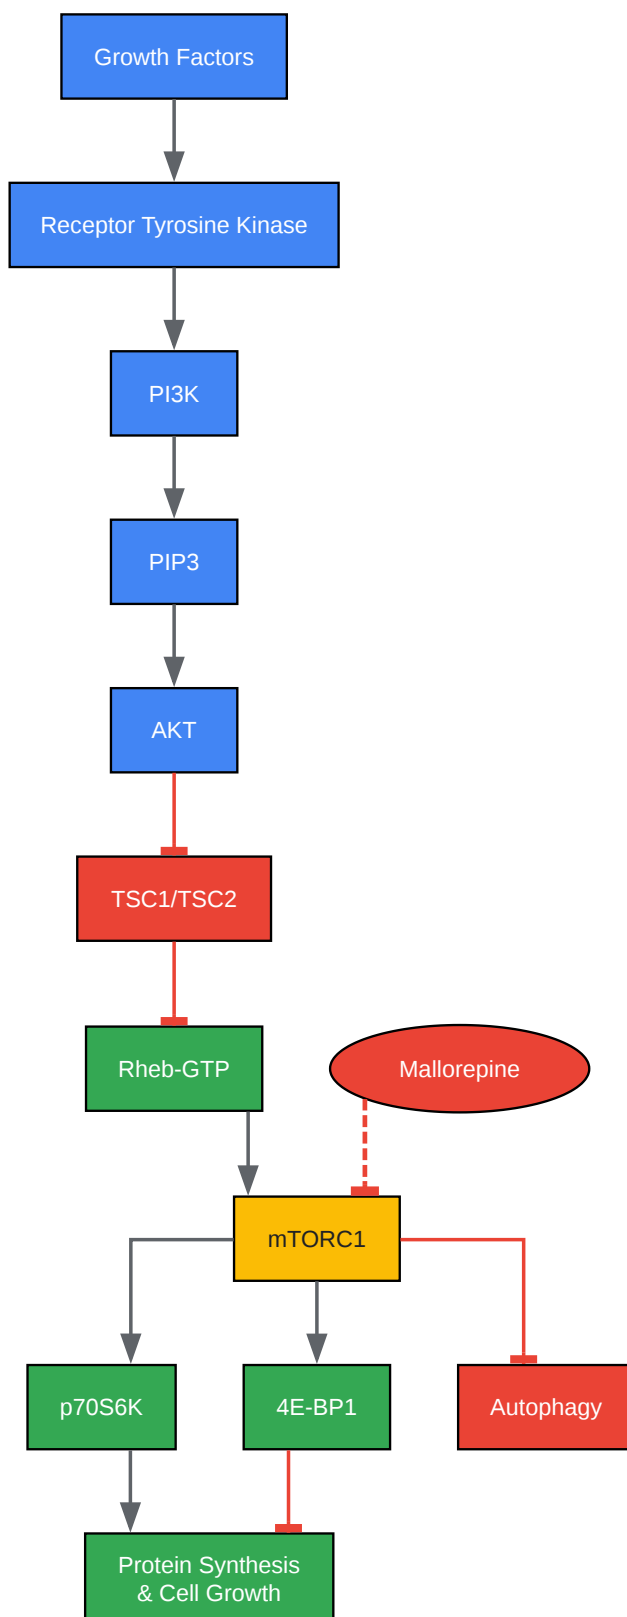 Growth Factors
Receptor Tyrosine Kinase
PI3K
PIP3
AKT
TSC1/TSC2
Rheb-GTP
Mallorepine
mTORC1
p70S6K
4E-BP1
Autophagy
Protein Synthesis
& Cell Growth